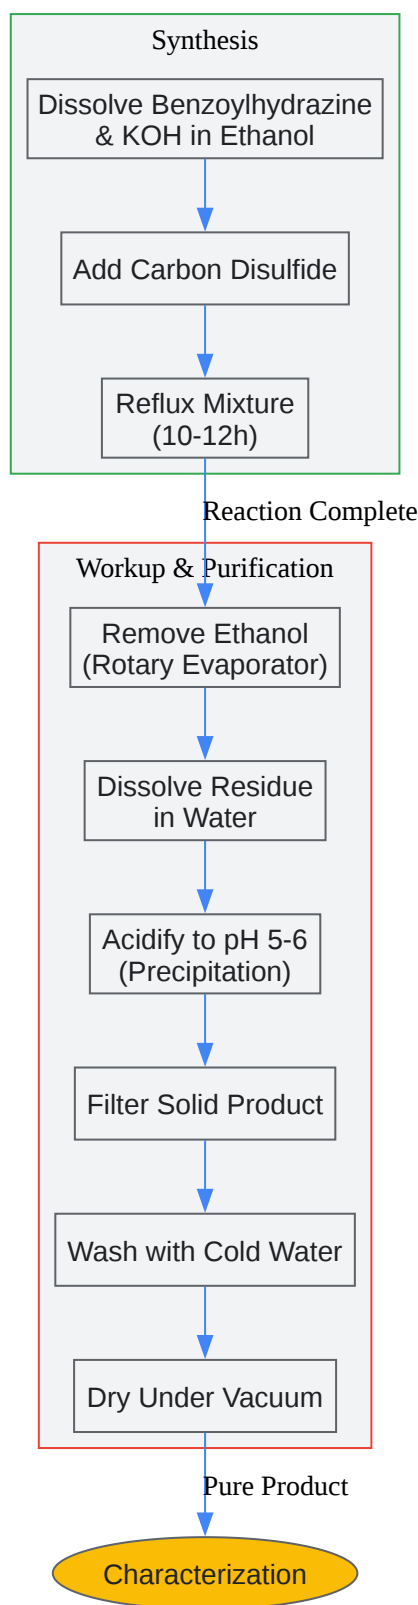 Synthesis
Dissolve Benzoylhydrazine
& KOH in Ethanol
Add Carbon Disulfide
Reflux Mixture
(10-12h)
Reaction Complete
Workup & Purification
Remove Ethanol
(Rotary Evaporator)
Dissolve Residue
in Water
Acidify to pH 5-6
(Precipitation)
Filter Solid Product
Wash with Cold Water
Dry Under Vacuum
Pure Product
Characterization